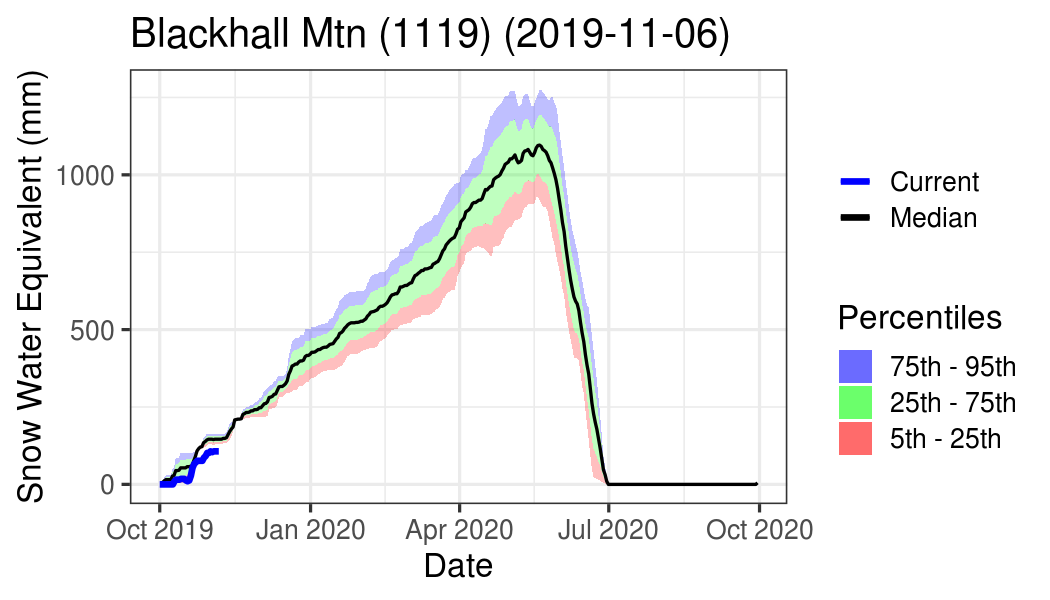 Blackhall Mtn (1119) (2019-11-06)
Snow Water Equivalent (mm)
1000
500
0
Oct 2019
Jan 2020
Apr 2020
Jul 2020
Oct 2020
Date
Current
Median
Percentiles
75th - 95th
25th - 75th
5th - 25th